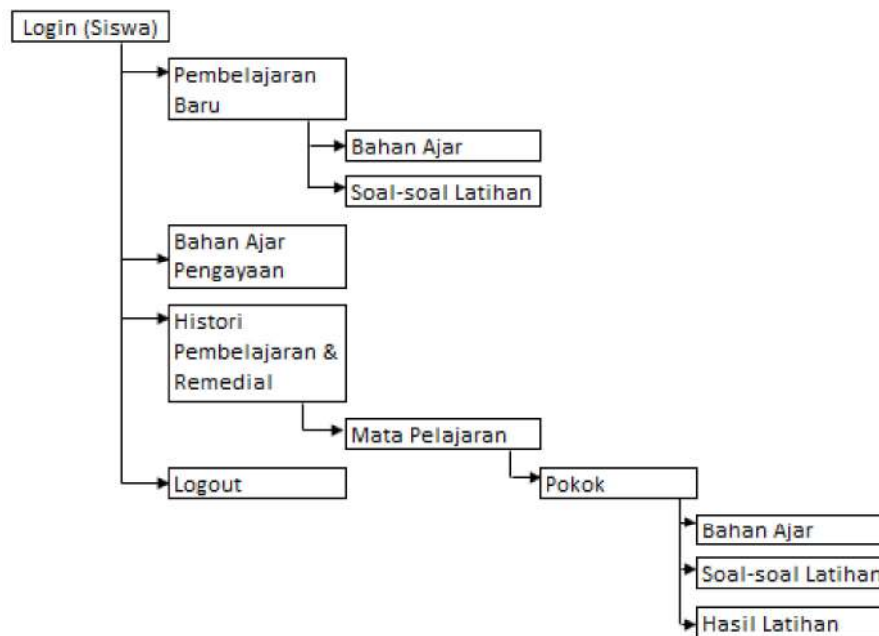 Login (Siswa)
Pembelajaran
Baru
Bahan Ajar
Soal-soal Latihan
Bahan Ajar
Pengayaan
Histori
Pembelajaran &
Remedial
Mata Pelajaran
Logout
Pokok
Bahan Ajar
Soal-soal Latihan
Hasil Latihan